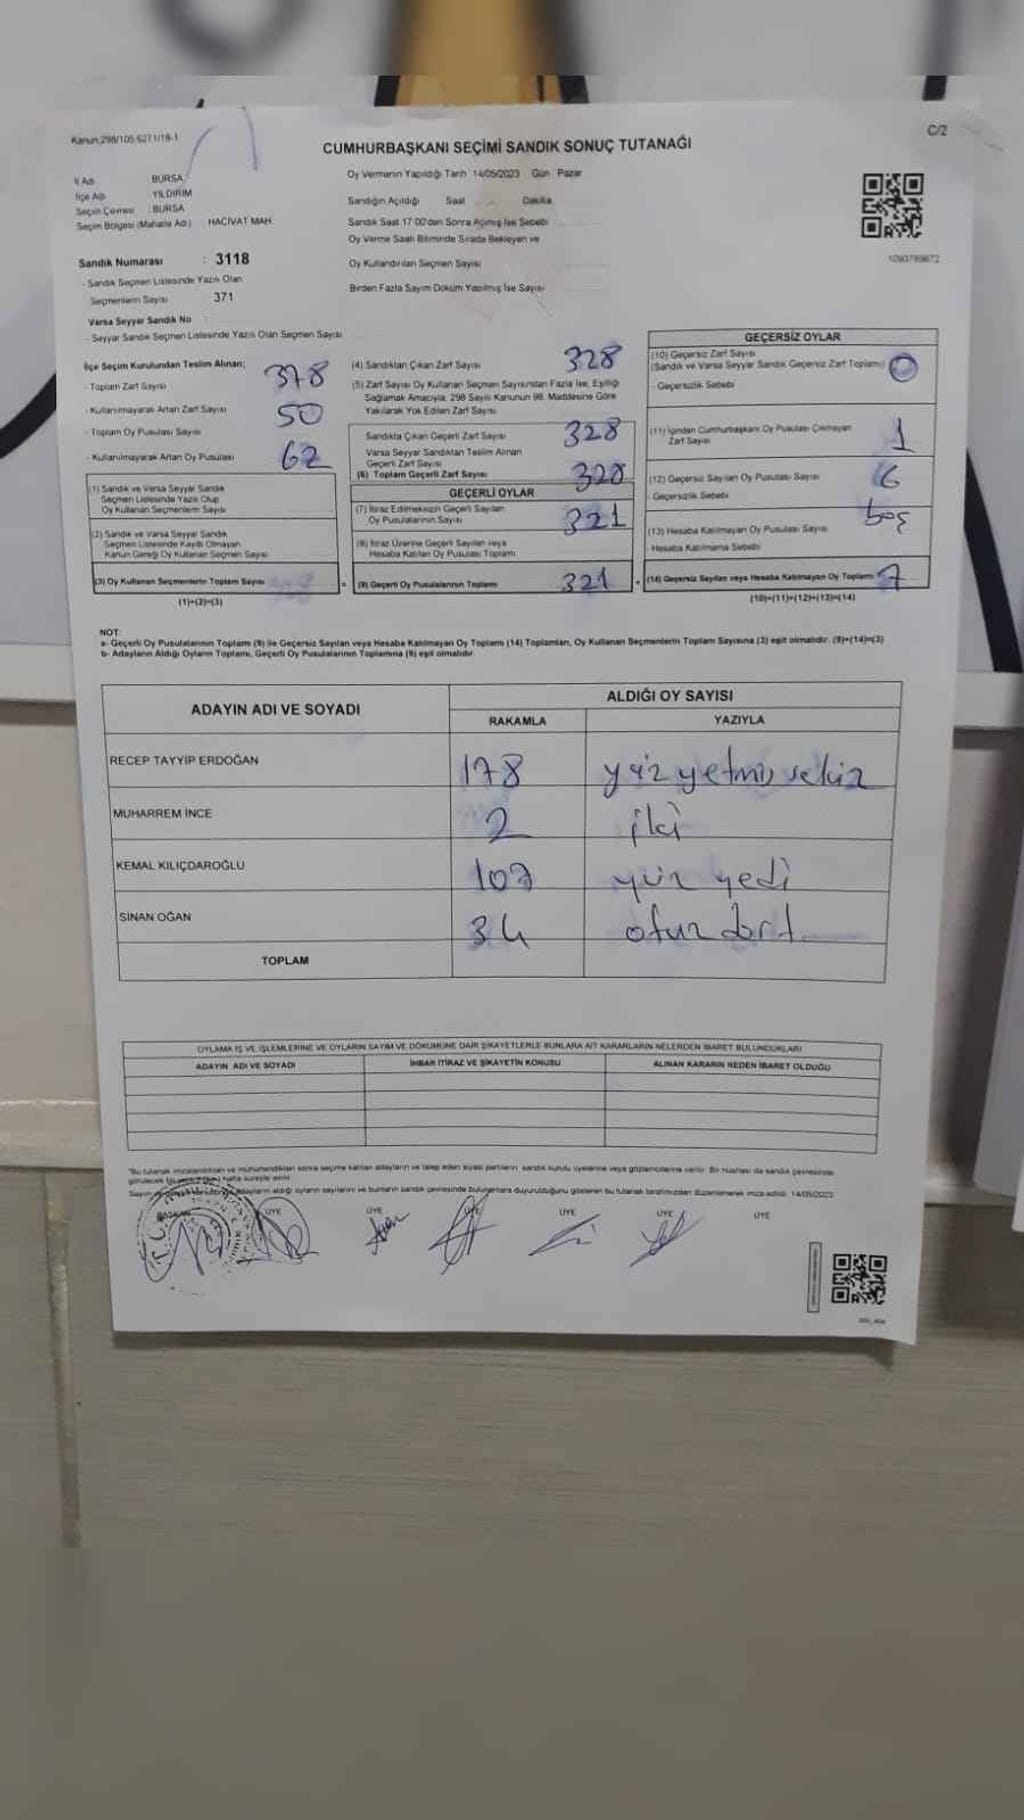 Kanun:298/105,6271/18-1
C/2
CUMHURBAŞKANI SEÇİMİ SANDIK SONUÇ TUTANAĞI
İl Adı : BURSA
İlçe Adı : YILDIRIM
Seçim Çevresi : BURSA
Seçim Bölgesi (Mahalle Adı) : HACİVAT MAH.
Oy Vermenin Yapıldığı Tarih 14/05/2023 Gün : Pazar
Sandığın Açıldığı Saat Dakika
Sandık Saat 17:00'den Sonra Açılmış İse Sebebi
Oy Verme Saati Bitiminde Sırada Bekleyen ve
Oy Kullandırılan Seçmen Sayısı
Birden Fazla Sayım Döküm Yapılmış İse Sayısı
1093789872
Sandık Numarası : 3118
- Sandık Seçmen Listesinde Yazılı Olan
Seçmenlerin Sayısı 371
Varsa Seyyar Sandık No :
- Seyyar Sandık Seçmen Listesinde Yazılı Olan Seçmen Sayısı
İlçe Seçim Kurulundan Teslim Alınan;
- Toplam Zarf Sayısı 378
- Kullanılmayarak Artan Zarf Sayısı 50
- Toplam Oy Pusulası Sayısı
- Kullanılmayarak Artan Oy Pusulası 62
(1) Sandık ve Varsa Seyyar Sandık
Seçmen Listesinde Yazılı Olup
Oy Kullanan Seçmenlerin Sayısı
(2) Sandık ve Varsa Seyyar Sandık
Seçmen Listesinde Kayıtlı Olmayan
Kanun Gereği Oy Kullanan Seçmen Sayısı
(3) Oy Kullanan Seçmenlerin Toplam Sayısı
(1)+(2)=(3)
(4) Sandıktan Çıkan Zarf Sayısı 328
(5) Zarf Sayısı Oy Kullanan Seçmen Sayısından Fazla İse, Eşitliği
Sağlamak Amacıyla; 298 Sayılı Kanunun 98. Maddesine Göre
Yakılarak Yok Edilen Zarf Sayısı
Sandıkta Çıkan Geçerli Zarf Sayısı 328
Varsa Seyyar Sandıktan Teslim Alınan
Geçerli Zarf Sayısı
(6) Toplam Geçerli Zarf Sayısı 328
GEÇERLİ OYLAR
(7) İtiraz Edilmeksizin Geçerli Sayılan
Oy Pusulalarının Sayısı 321
(8) İtiraz Üzerine Geçerli Sayılan veya
Hesaba Katılan Oy Pusulası Toplamı
(9) Geçerli Oy Pusulalarının Toplamı 321
GEÇERSİZ OYLAR
(10) Geçersiz Zarf Sayısı
(Sandık ve Varsa Seyyar Sandık Geçersiz Zarf Toplamı) 0
- Geçersizlik Sebebi
(11) İçinden Cumhurbaşkanı Oy Pusulası Çıkmayan
Zarf Sayısı 1
(12) Geçersiz Sayılan Oy Pusulası Sayısı 6
- Geçersizlik Sebebi boş
(13) Hesaba Katılmayan Oy Pusulası Sayısı
- Hesaba Katılmama Sebebi
(14) Geçersiz Sayılan veya Hesaba Katılmayan Oy Toplamı 7
(10)+(11)+(12)+(13)=(14)
NOT:
a- Geçerli Oy Pusulalarının Toplamı (9) ile Geçersiz Sayılan veya Hesaba Katılmayan Oy Toplamı (14) Toplamları, Oy Kullanan Seçmenlerin Toplam Sayısına (3) eşit olmalıdır. (9)+(14)=(3)
b- Adayların Aldığı Oyların Toplamı, Geçerli Oy Pusulalarının Toplamına (9) eşit olmalıdır.
ADAYIN ADI VE SOYADI ALDIĞI OY SAYISI
RAKAMLA YAZIYLA
RECEP TAYYİP ERDOĞAN 178 yüz yetmiş sekiz
MUHARREM İNCE 2 iki
KEMAL KILIÇDAROĞLU 107 yüz yedi
SİNAN OĞAN 34 otuz dört
TOPLAM
OYLAMA İŞ VE İŞLEMLERİNE VE OYLARIN SAYIM VE DÖKÜMÜNE DAİR ŞİKAYETLERLE BUNLARA AİT KARARLARIN NELERDEN İBARET BULUNDUKLARI
ADAYIN ADI VE SOYADI İHBAR İTİRAZ VE ŞİKAYETİN KONUSU ALINAN KARARIN NEDEN İBARET OLDUĞU
"Bu tutanak imzalandıktan ve mühürlendikten sonra seçime katılan adayların ve talep eden siyasi partilerin sandık kurulu üyelerine veya gözlemcilerine verilir. Bir nüshası da sandık çevresinde
görülecek hafta süreyle asılır.
adayların aldığı oyların sayılarını ve bunların sandık çevresinde bulunanlara duyurulduğunu gösteren bu tutanak tarafımızdan düzenlenerek imza edildi. 14/05/2023
BAŞKAN ÜYE ÜYE ÜYE ÜYE ÜYE ÜYE